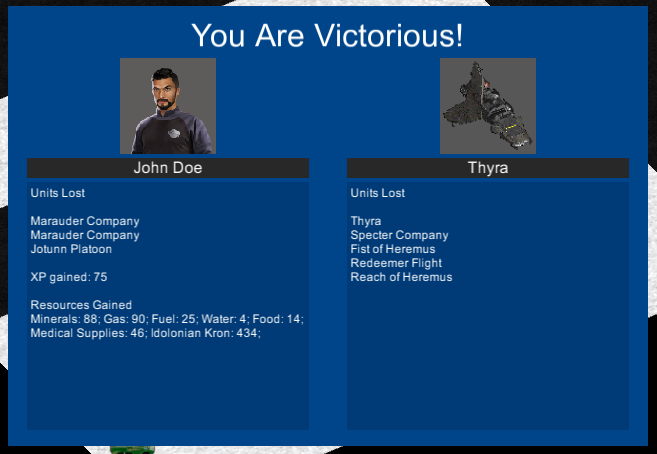 You Are Victorious!
John Doe
Units Lost
Marauder Company
Marauder Company
Jotunn Platoon
XP gained: 75
Resources Gained
Minerals: 88; Gas: 90; Fuel: 25; Water: 4; Food: 14;
Medical Supplies: 46; Idolonian Kron: 434;
Thyra
Units Lost
Thyra
Specter Company
Fist of Heremus
Redeemer Flight
Reach of Heremus